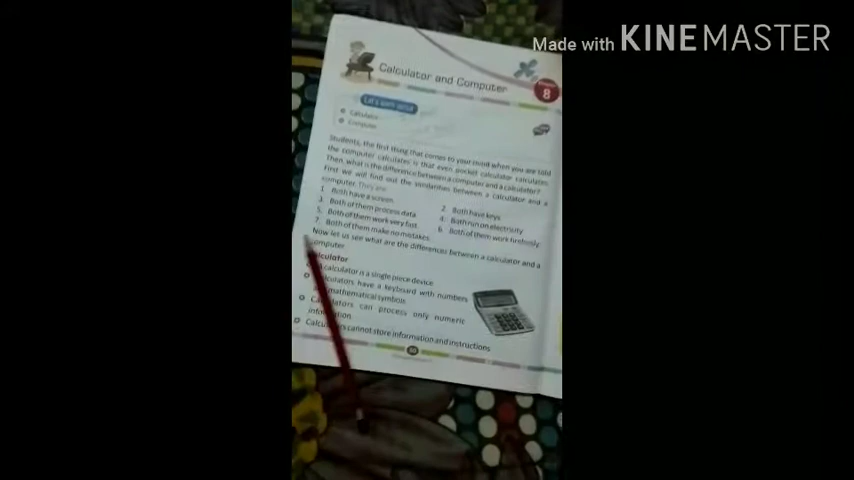 Made with KINEMASTER
Calculator and Computer
Chapter
8
Let's learn about
Calculator
Computer
Students, the first thing that comes to your mind when you are told
the computer calculates is that even pocket calculator calculates.
Then, what is the difference between a computer and a calculator?
First we will find out the similarities between a calculator and a
computer. They are
1. Both have a screen.
2. Both have keys.
3. Both of them process data.
4. Both run on electricity.
5. Both of them work very fast.
6. Both of them work tirelessly.
7. Both of them make no mistakes.
Now let us see what are the differences between a calculator and a
computer.
Calculator
calculator is a single piece device.
Calculators have a keyboard with numbers
mathematical symbols.
Calculators can process only numeric
information.
Calculators cannot store information and instructions